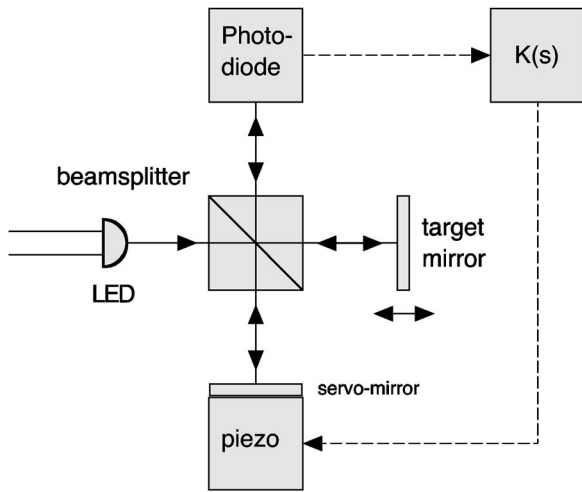 Photo-
diode
K(s)
beamsplitter
LED
target
mirror
servo-mirror
piezo